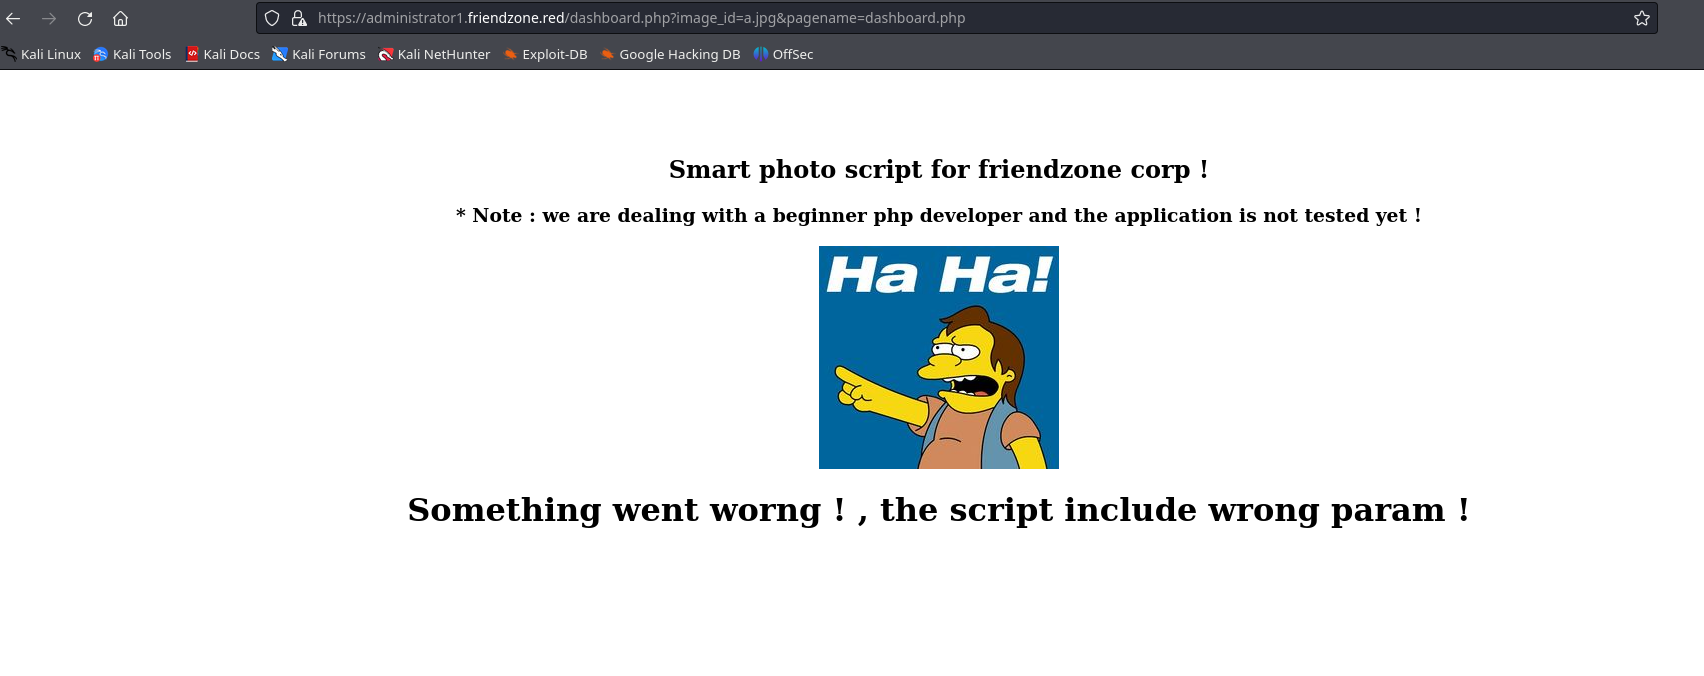 https://administrator1.friendzone.red/dashboard.php?image_id=a.jpg&pagename=dashboard.php
Kali Linux Kali Tools Kali Docs Kali Forums Kali NetHunter Exploit-DB Google Hacking DB OffSec
Smart photo script for friendzone corp !
* Note : we are dealing with a beginner php developer and the application is not tested yet !
Ha Ha!
Something went worng ! , the script include wrong param !